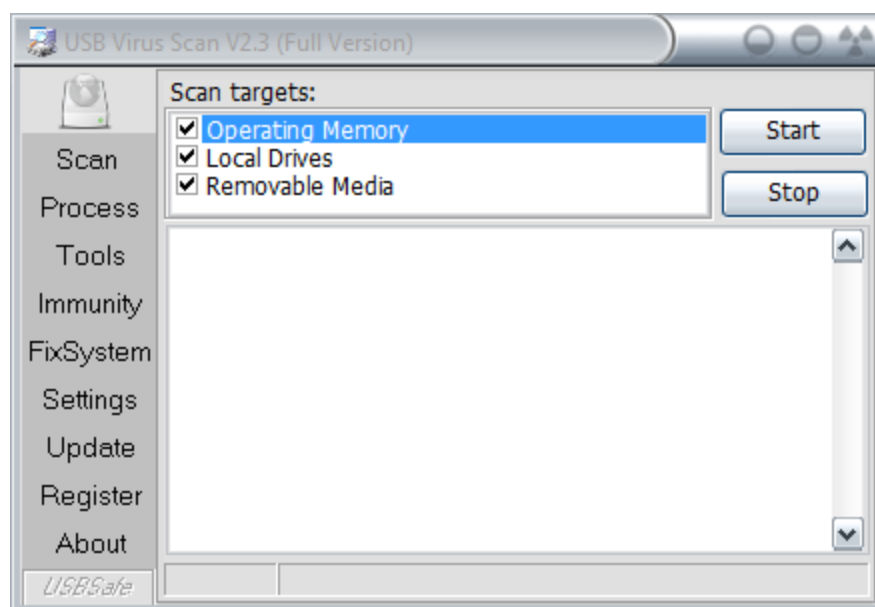 USB Virus Scan V2.3 (Full Version)
Scan targets:
Operating Memory
Local Drives
Removable Media
Start
Stop
Scan
Process
Tools
Immunity
FixSystem
Settings
Update
Register
About
USBSafe